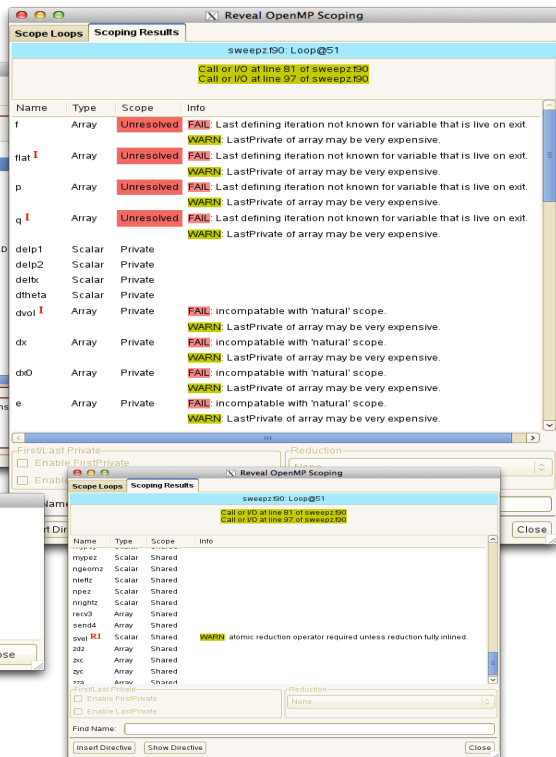 Reveal OpenMP Scoping
Scope Loops Scoping Results
sweepz.f90: Loop@51
Call or I/O at line 81 of sweepz.f90
Call or I/O at line 97 of sweepz.f90
Name Type Scope Info
f Array Unresolved FAIL: Last defining iteration not known for variable that is live on exit.
WARN: LastPrivate of array may be very expensive.
flat I Array Unresolved FAIL: Last defining iteration not known for variable that is live on exit.
WARN: LastPrivate of array may be very expensive.
p Array Unresolved FAIL: Last defining iteration not known for variable that is live on exit.
WARN: LastPrivate of array may be very expensive.
q I Array Unresolved FAIL: Last defining iteration not known for variable that is live on exit.
WARN: LastPrivate of array may be very expensive.
delp1 Scalar Private
delp2 Scalar Private
deltx Scalar Private
dtheta Scalar Private
dvol I Array Private FAIL: incompatable with 'natural' scope.
WARN: LastPrivate of array may be very expensive.
dx Array Private FAIL: incompatable with 'natural' scope.
WARN: LastPrivate of array may be very expensive.
dx0 Array Private FAIL: incompatable with 'natural' scope.
WARN: LastPrivate of array may be very expensive.
e Array Private FAIL: incompatable with 'natural' scope.
WARN: LastPrivate of array may be very expensive.
First/Last Private Reduction
Enable FirstPrivate None
Enabl
Name
rt Dir Close
ose
Reveal OpenMP Scoping
Scope Loops Scoping Results
sweepz.f90: Loop@51
Call or I/O at line 81 of sweepz.f90
Call or I/O at line 97 of sweepz.f90
Name Type Scope Info
mypey Scalar Shared
mypez Scalar Shared
ngeomz Scalar Shared
nleftz Scalar Shared
npez Scalar Shared
nrightz Scalar Shared
recv3 Array Shared
send4 Array Shared
svel RI Scalar Shared WARN: atomic reduction operator required unless reduction fully inlined.
zdz Array Shared
zxc Array Shared
zyc Array Shared
zza Array Shared
First/Last Private Reduction
Enable FirstPrivate None
Enable LastPrivate
Find Name:
Insert Directive Show Directive Close